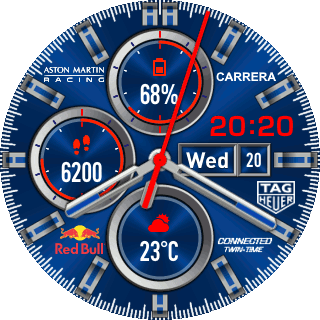 ASTON MARTIN
RACING
68%
CARRERA
20:20
6200
Wed 20
TAG
HEUER
Red Bull
23°C
CONNECTED
TWIN-TIME